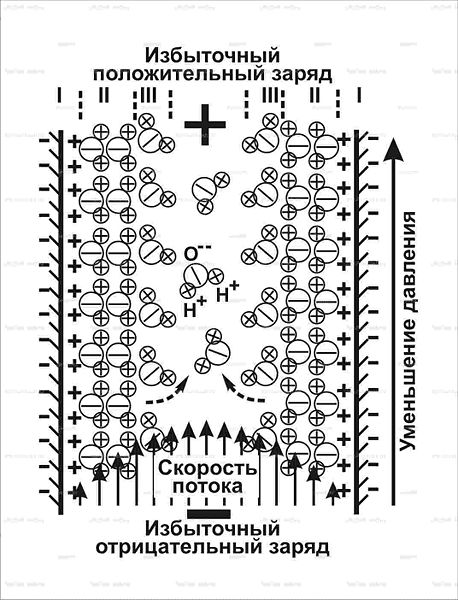 Избыточный
положительный заряд
I II III III II I
+
O--
H+ H+
Уменьшение давления
Скорость
потока
Избыточный
отрицательный заряд